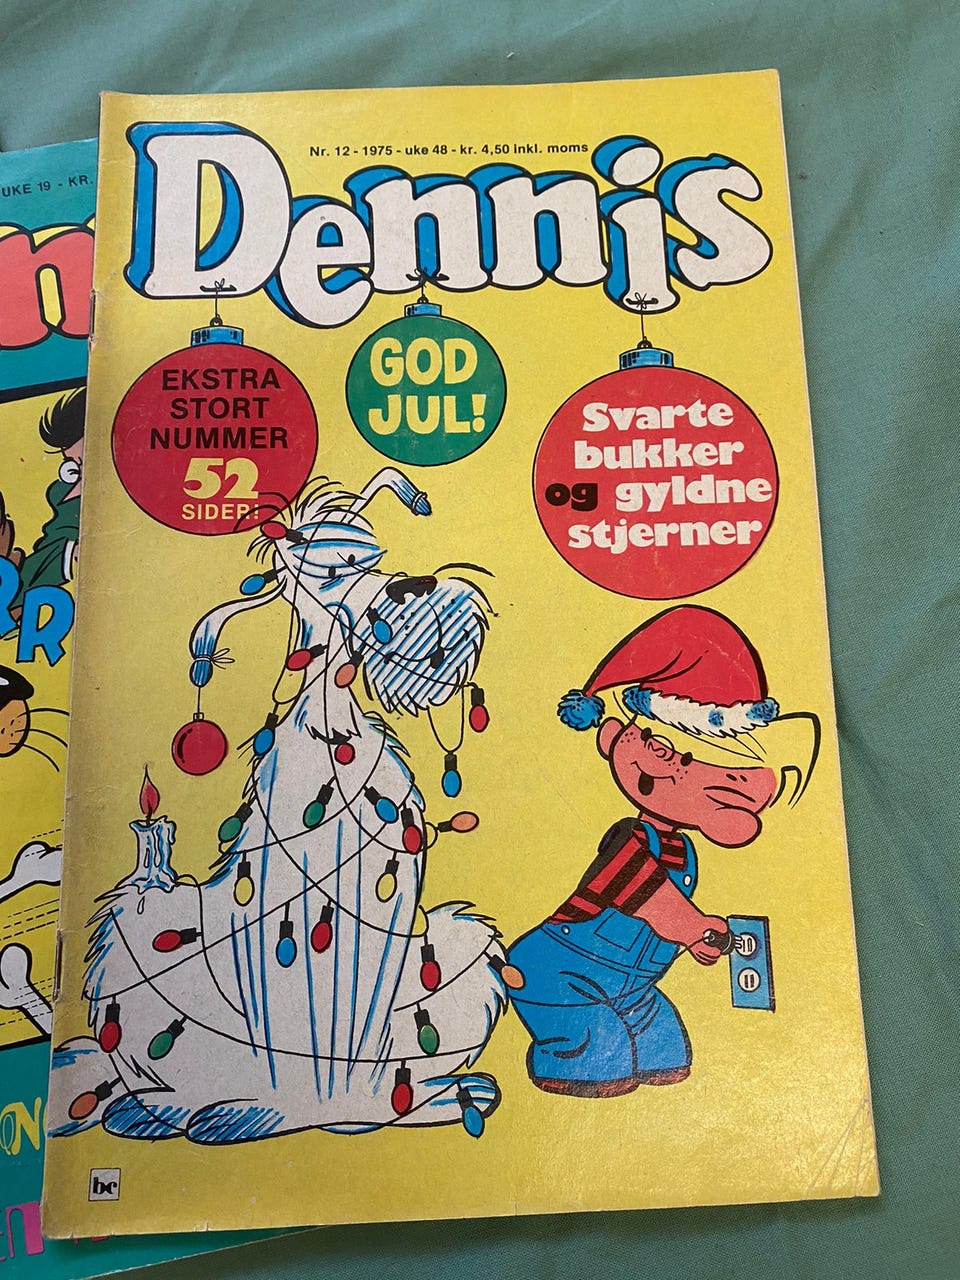 Nr. 12 - 1975 - uke 48 - kr. 4,50 inkl. moms
Dennis
EKSTRA
STORT
NUMMER
52
SIDER!
GOD
JUL!
Svarte
bukker
og gyldne
stjerner
bc
UKE 19 - KR.